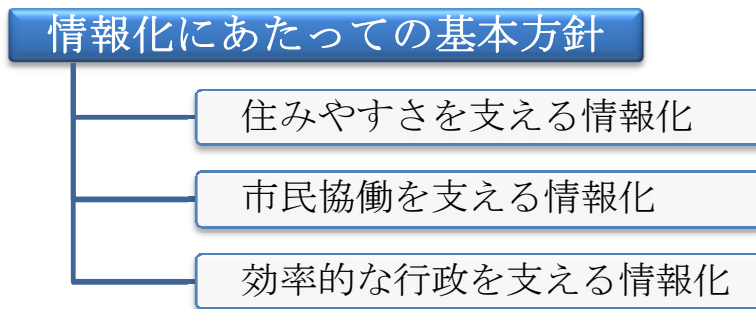 情報化にあたっての基本方針
住みやすさを支える情報化
市民協働を支える情報化
効率的な行政を支える情報化